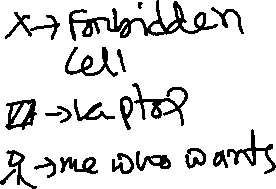 X→Forbidden
Cell
→Laptop
→me who wants